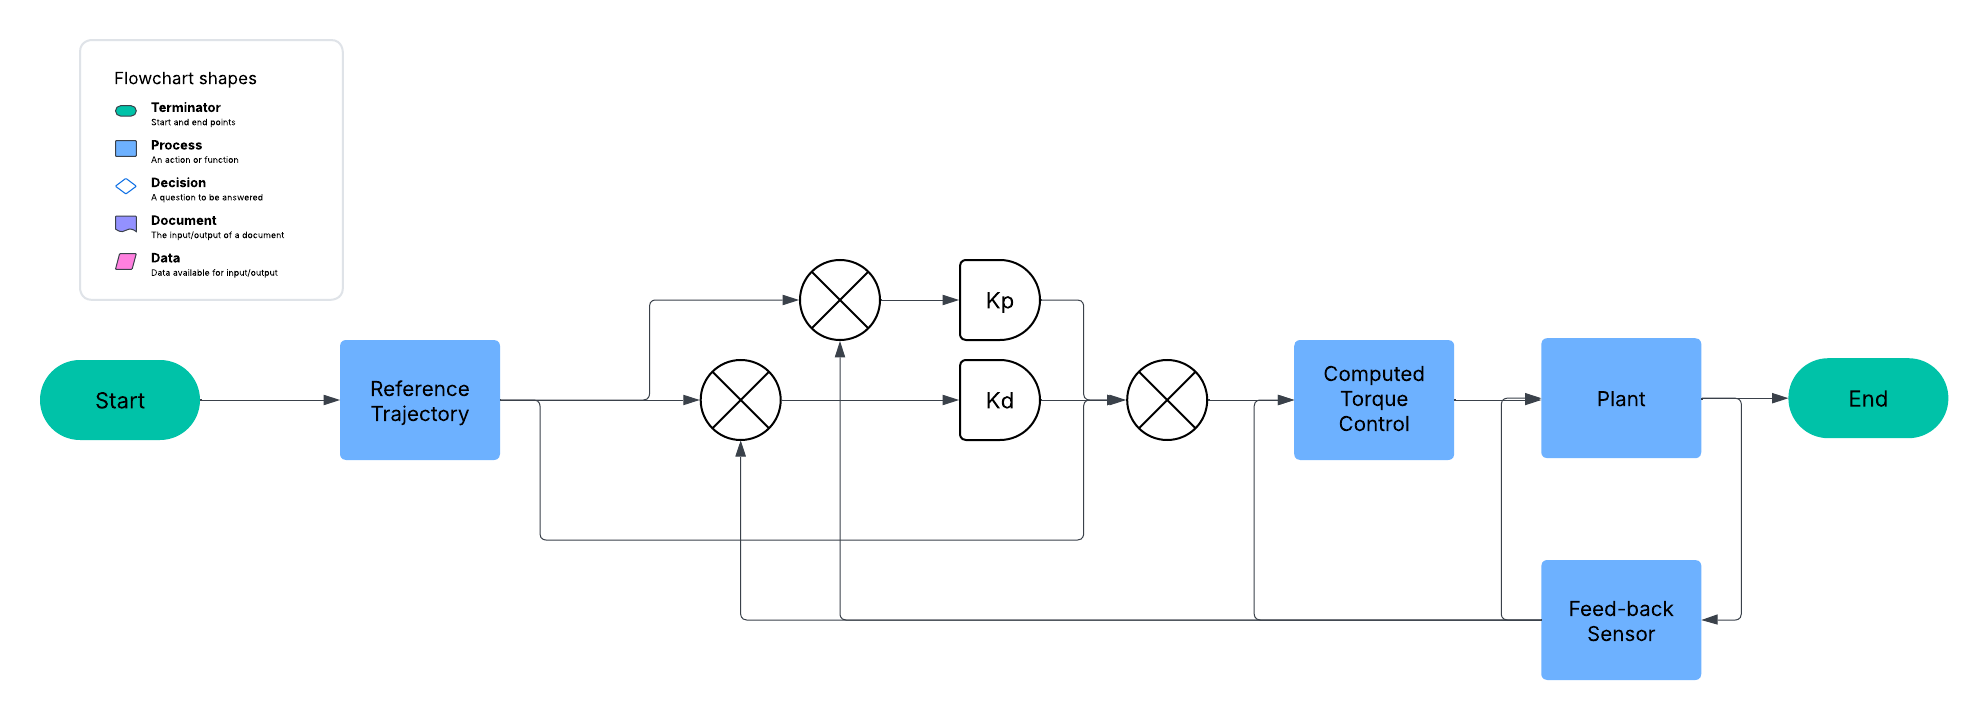 Flowchart shapes
Terminator
Start and end points
Process
An action or function
Decision
A question to be answered
Document
The input/output of a document
Data
Data available for input/output
Start
Reference
Trajectory
Kp
Kd
Computed
Torque
Control
Plant
End
Feed-back
Sensor